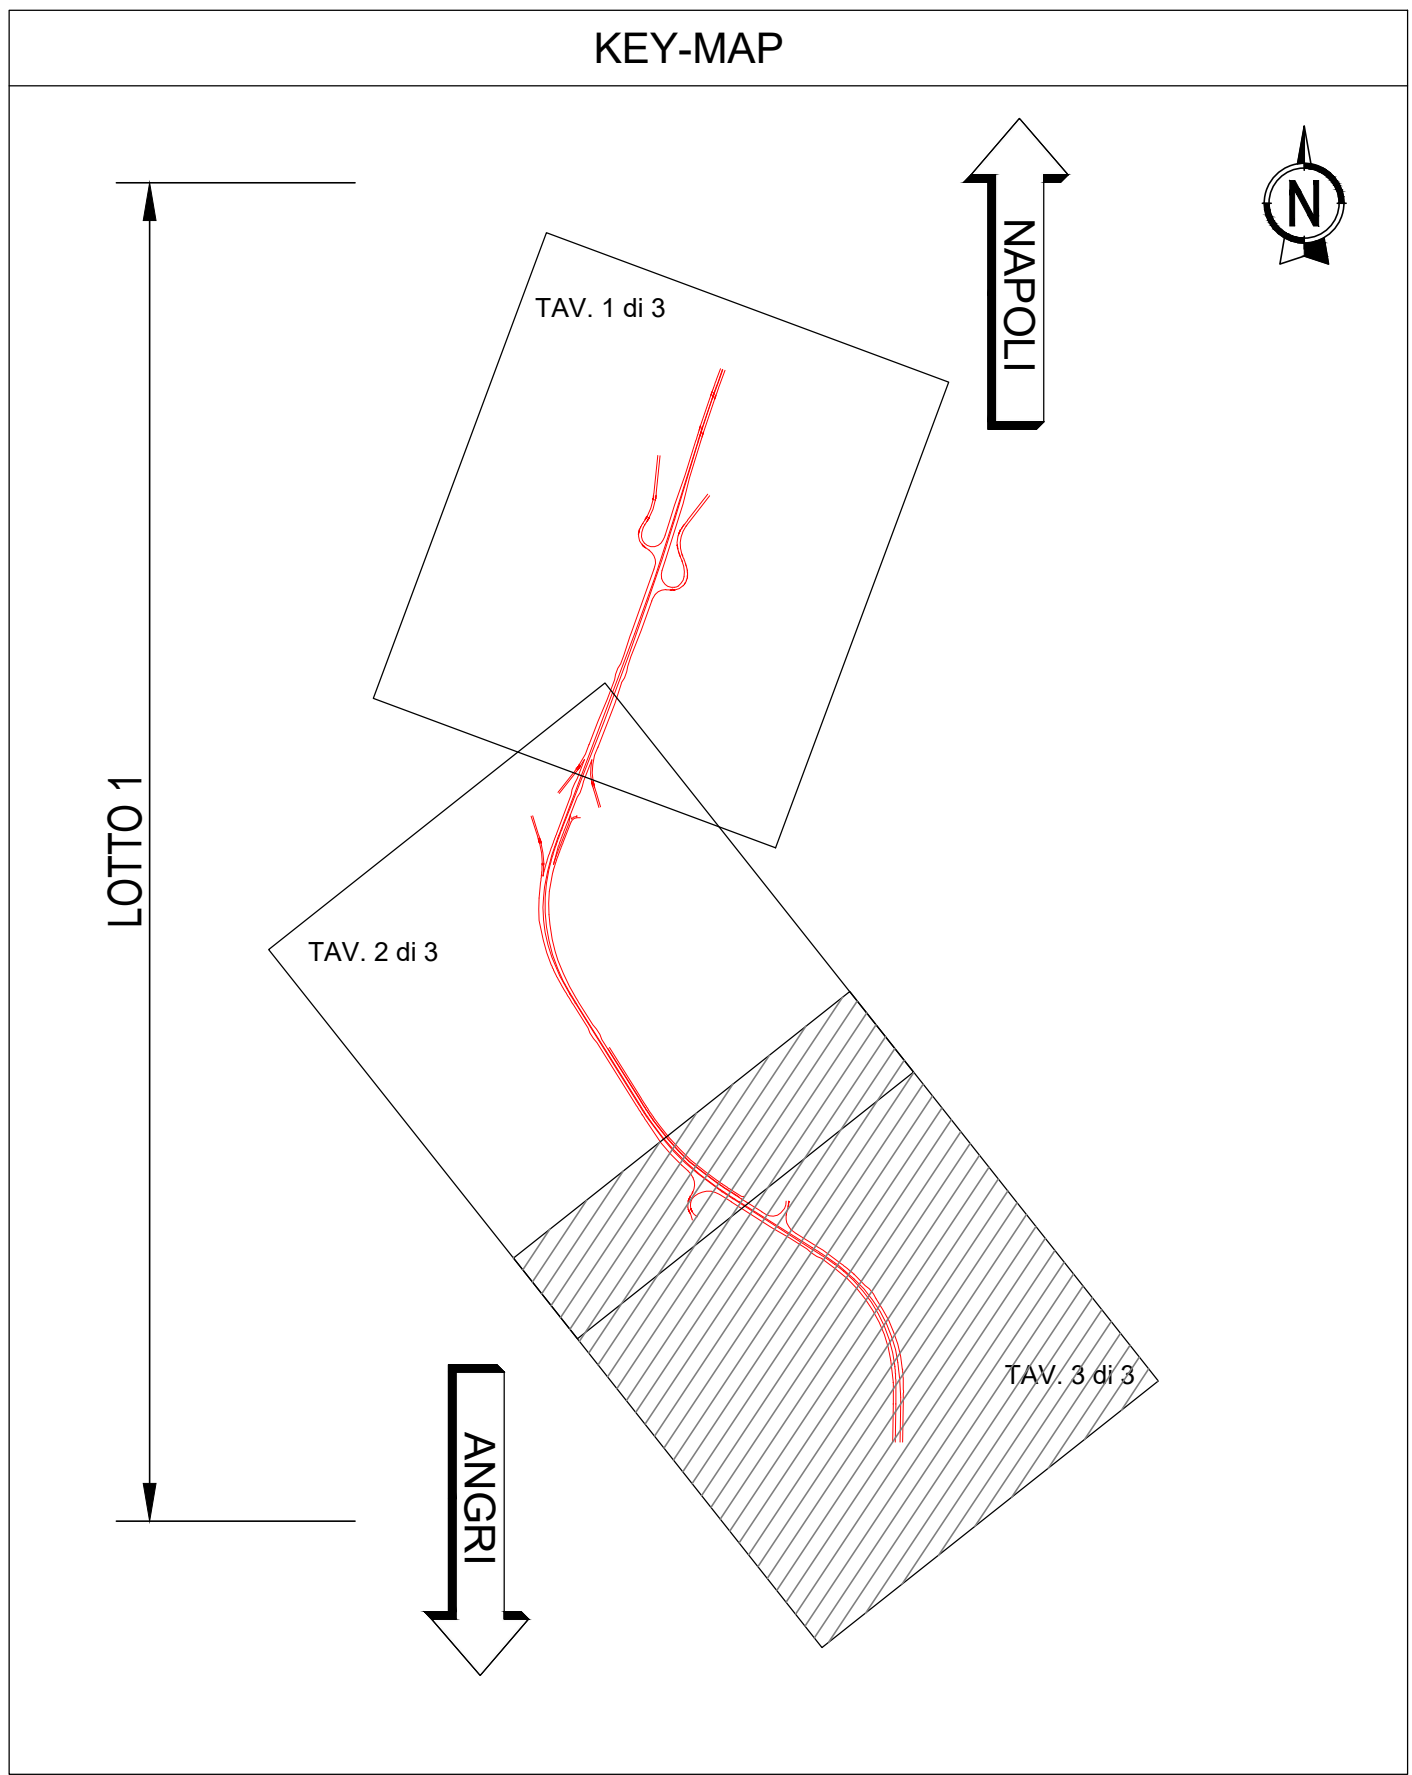 KEY-MAP
N
NAPOLI
TAV. 1 di 3
LOTTO 1
TAV. 2 di 3
TAV. 3 di 3
ANGRI